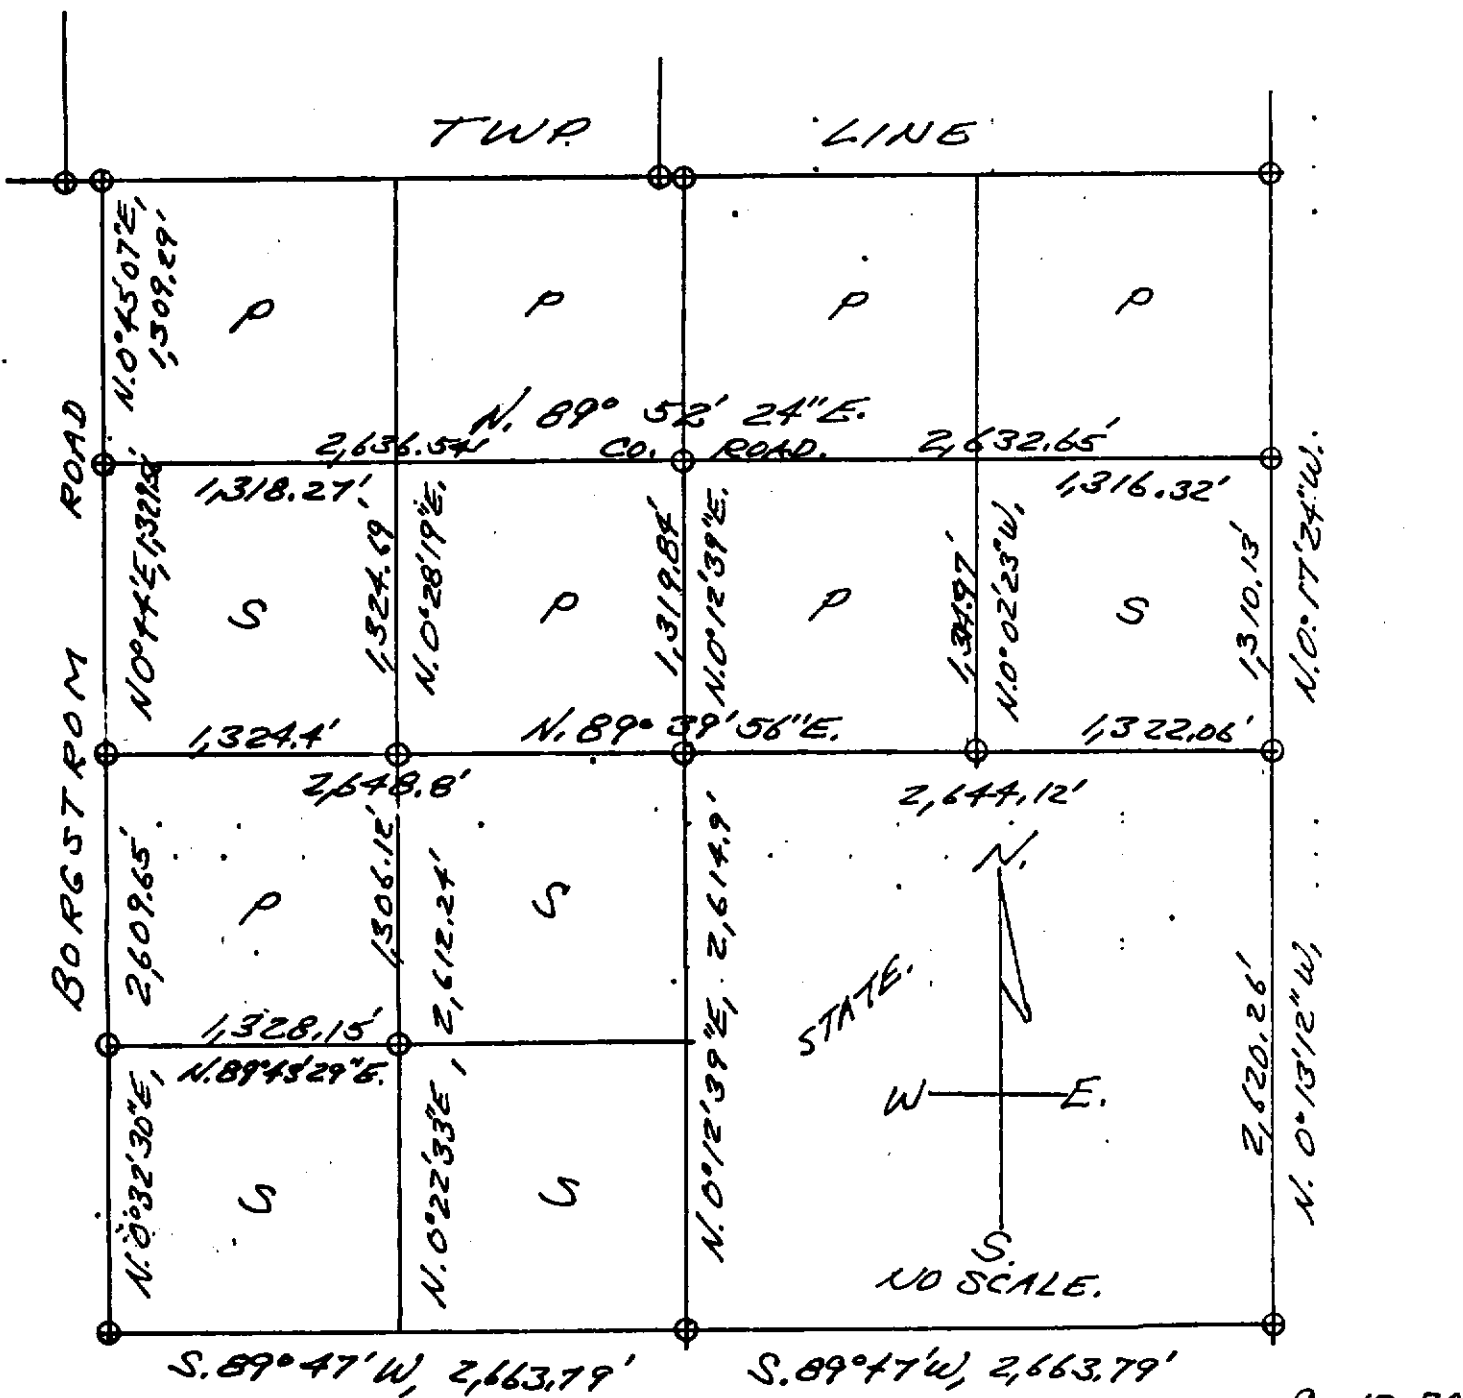 TWP. LINE
N.0°45'07"E,
1,309.29'
P
P
P
P
N. 89° 52' 24"E.
2,636.54'
CO. ROAD.
2,632.65'
BORGSTROM ROAD
1,318.27'
1,316.32'
N0°44'E,
S
1,324.69'
N.0°28'19"E.
P
1,319.84'
N.0°12'39"E.
P
N.0°02'23"W,
S
1,310.13'
N.0°17'24"W.
1,324.4'
N. 89° 39' 56"E.
1,322.06'
2,648.8'
2,644.12'
2,609.65'
P
1,306.12'
2,612.24'
S
N.0°12'39"E, 2,614.9'
STATE.
N.
W E.
S.
NO SCALE.
2,620.26'
N. 0°13'12"W,
1,328.15'
N.89°43'29"E.
N.0°32'30"E,
S
N.0°22'33"E,
S
S.89°47'W, 2,663.79'
S.89°47'W, 2,663.79'